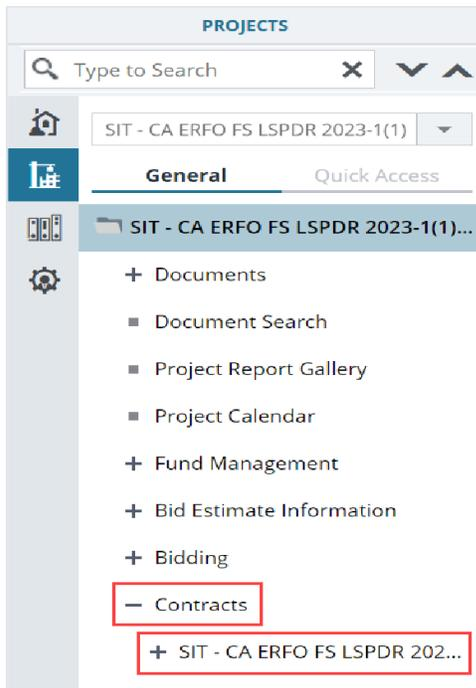 PROJECTS
Type to Search
SIT - CA ERFO FS LSPDR 2023-1(1)
General Quick Access
SIT - CA ERFO FS LSPDR 2023-1(1)...
Documents
Document Search
Project Report Gallery
Project Calendar
Fund Management
Bid Estimate Information
Bidding
Contracts
SIT - CA ERFO FS LSPDR 202...